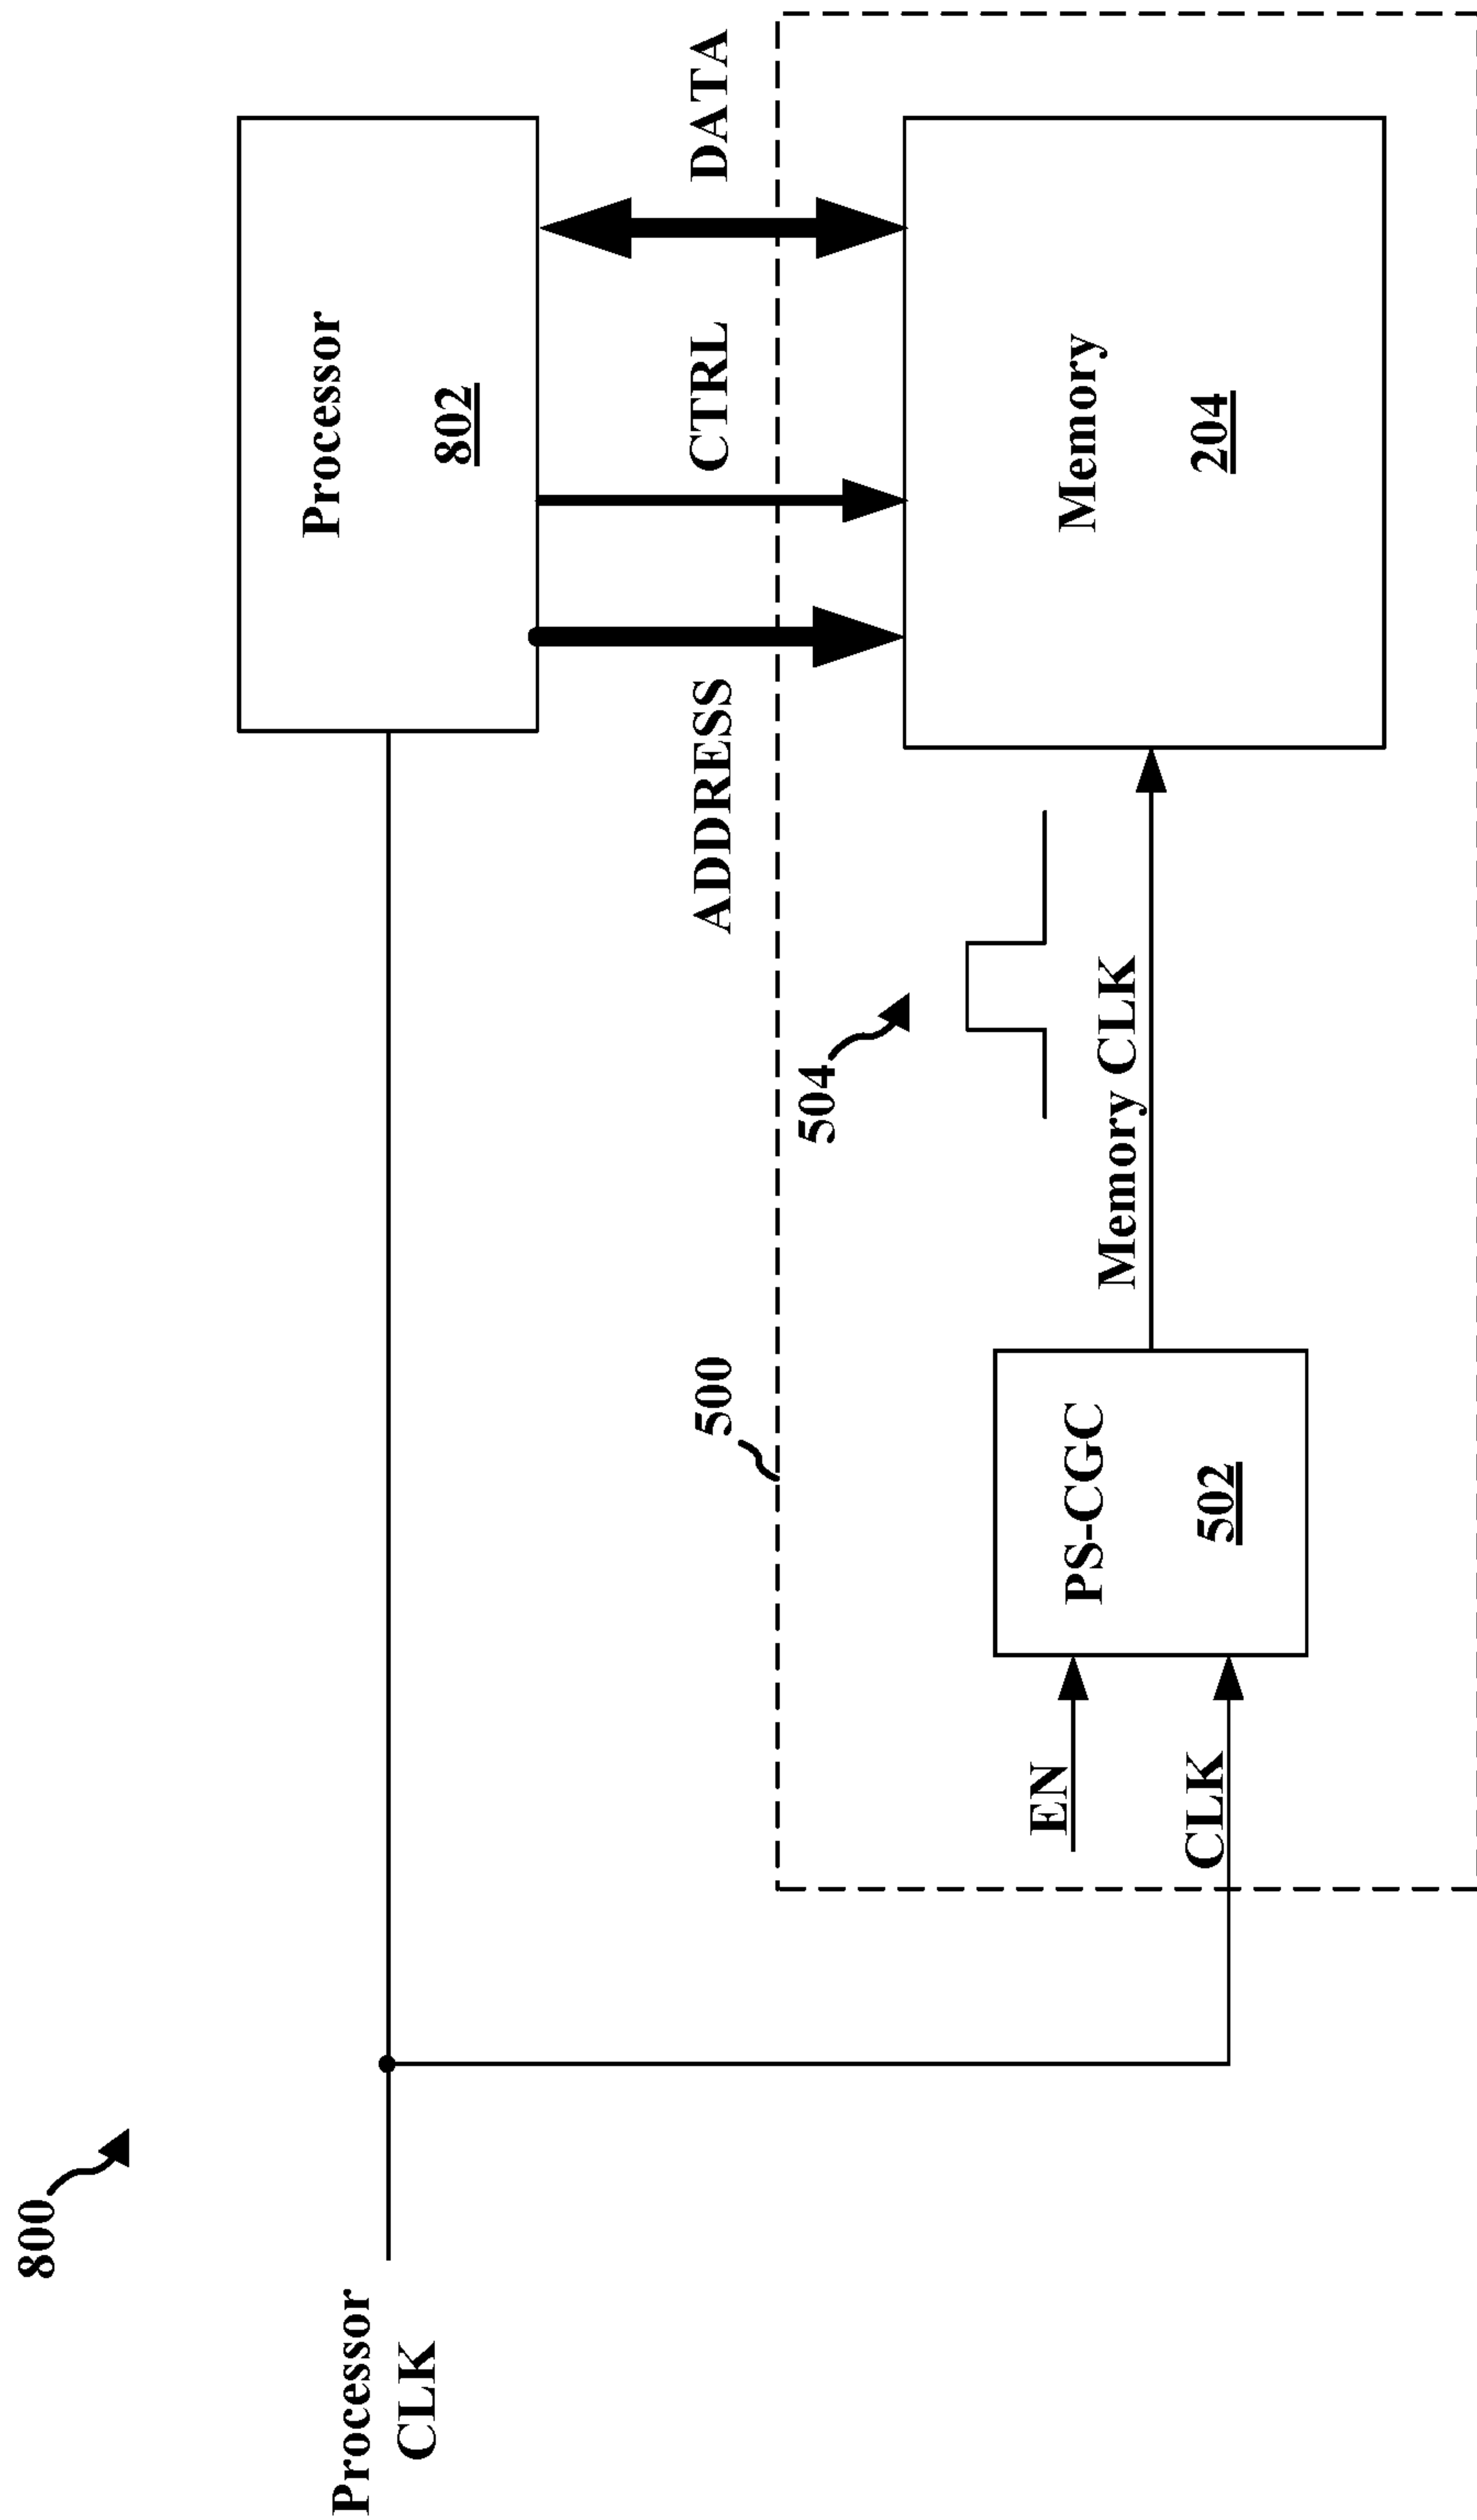 800
Processor
CLK
Processor
802
ADDRESS
CTRL
DATA
500
504
EN
CLK
PS-CGC
502
Memory CLK
Memory
204